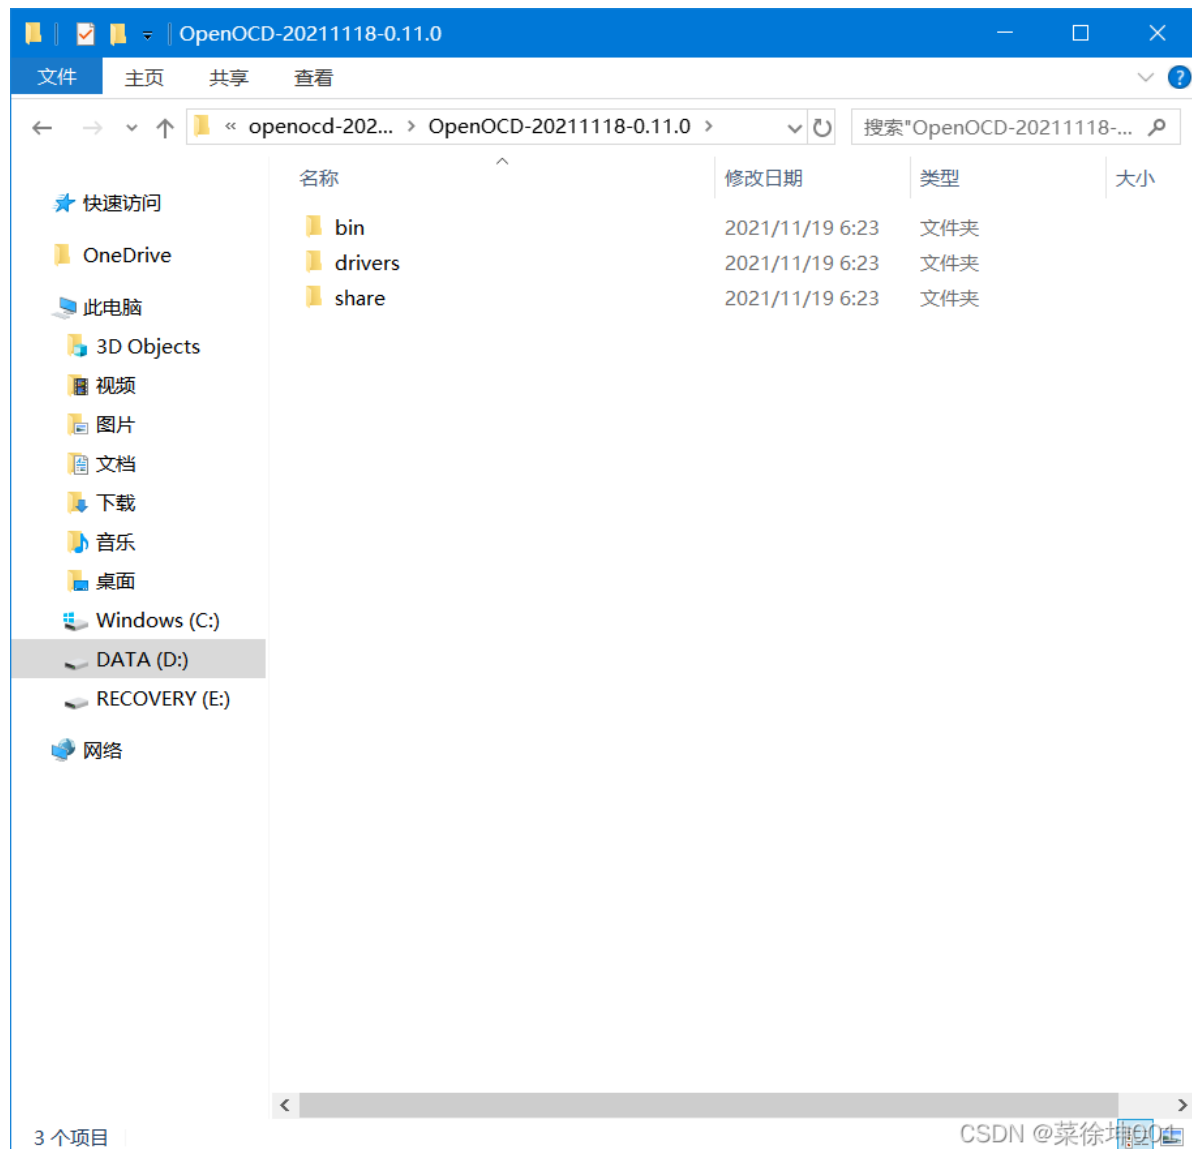 OpenOCD-20211118-0.11.0
文件 主页 共享 查看
« openocd-202... › OpenOCD-20211118-0.11.0 › 搜索"OpenOCD-20211118-...
名称 修改日期 类型 大小
快速访问
OneDrive
此电脑
3D Objects
视频
图片
文档
下载
音乐
桌面
Windows (C:)
DATA (D:)
RECOVERY (E:)
网络
bin 2021/11/19 6:23 文件夹
drivers 2021/11/19 6:23 文件夹
share 2021/11/19 6:23 文件夹
3 个项目
CSDN @菜徐坤001